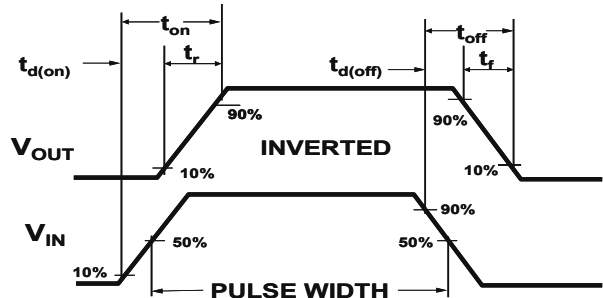 t_on
t_off
t_d(on)
t_r
t_d(off)
t_f
90%
90%
V_OUT
INVERTED
10%
10%
90%
V_IN
50%
50%
10%
PULSE WIDTH